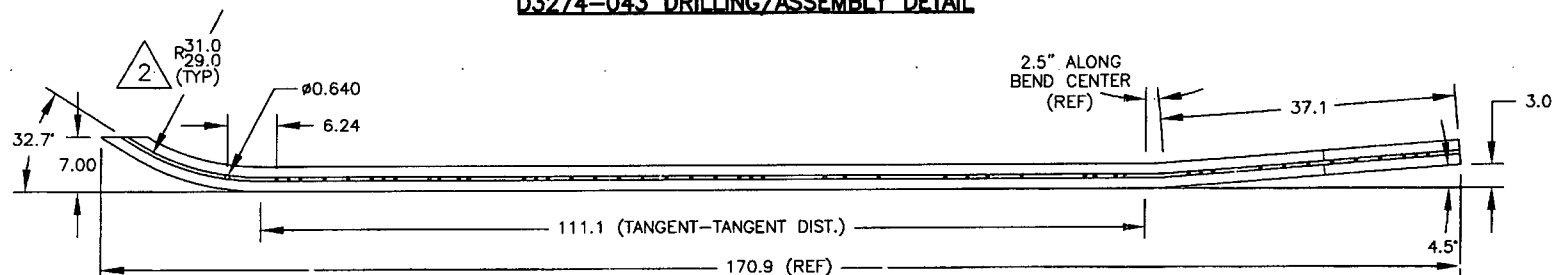 D3274-043 DRILLING/ASSEMBLY DETAIL
2
R31.0
29.0
(TYP)
Ø0.640
6.24
32.7°
7.00
2.5" ALONG
BEND CENTER
(REF)
37.1
3.0
111.1 (TANGENT-TANGENT DIST.)
4.5°
170.9 (REF)